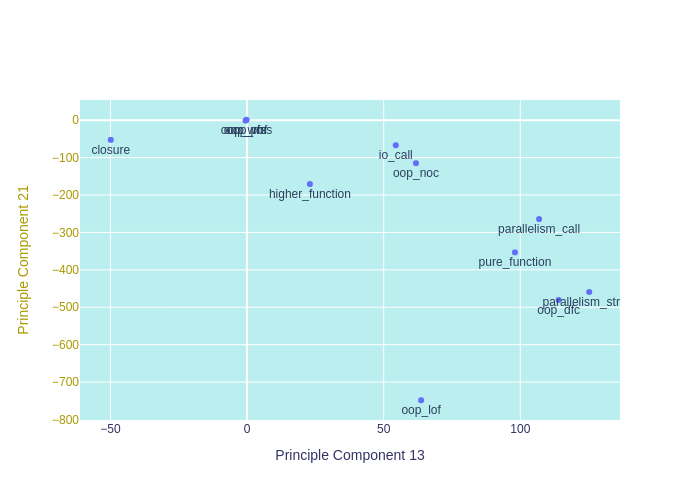 Principle Component 21
0
−100
−200
−300
−400
−500
−600
−700
−800
closure
io_call
oop_noc
higher_function
parallelism_call
pure_function
parallelism_str
oop_dfc
oop_lof
−50
0
50
100
Principle Component 13